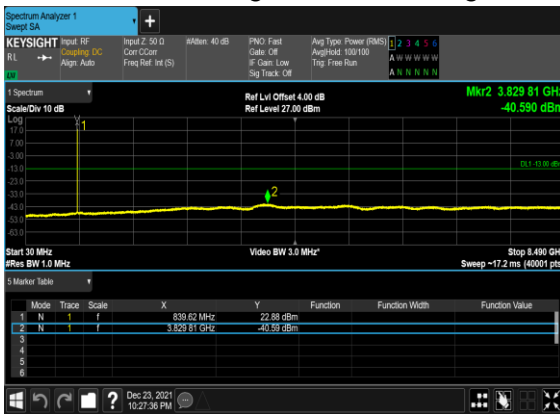 Spectrum Analyzer 1
Swept SA
+
KEYSIGHT Input: RF Input Z: 50 Ω #Atten: 40 dB PNO: Fast Avg Type: Power (RMS) 1 2 3 4 5 6
RL Coupling: DC Corr CCorr Gate: Off Avg|Hold: 100/100 A W W W W W
Align: Auto Freq Ref: Int (S) IF Gain: Low Trig: Free Run
Sig Track: Off A N N N N N
1 Spectrum Ref Lvl Offset 4.00 dB Mkr2 3.829 81 GHz
Scale/Div 10 dB Ref Level 27.00 dBm -40.590 dBm
Log
17.0
7.00
-3.00
-13.0 DL1 -13.00 dBm
-23.0
-33.0
-43.0
-53.0
-63.0
1
2
Start 30 MHz Video BW 3.0 MHz* Stop 8.490 GHz
#Res BW 1.0 MHz Sweep ~17.2 ms (40001 pts)
5 Marker Table
Mode Trace Scale X Y Function Function Width Function Value
1 N 1 f 839.62 MHz 22.88 dBm
2 N 1 f 3.829 81 GHz -40.59 dBm
3
4
5
6
? Dec 23, 2021
10:27:36 PM